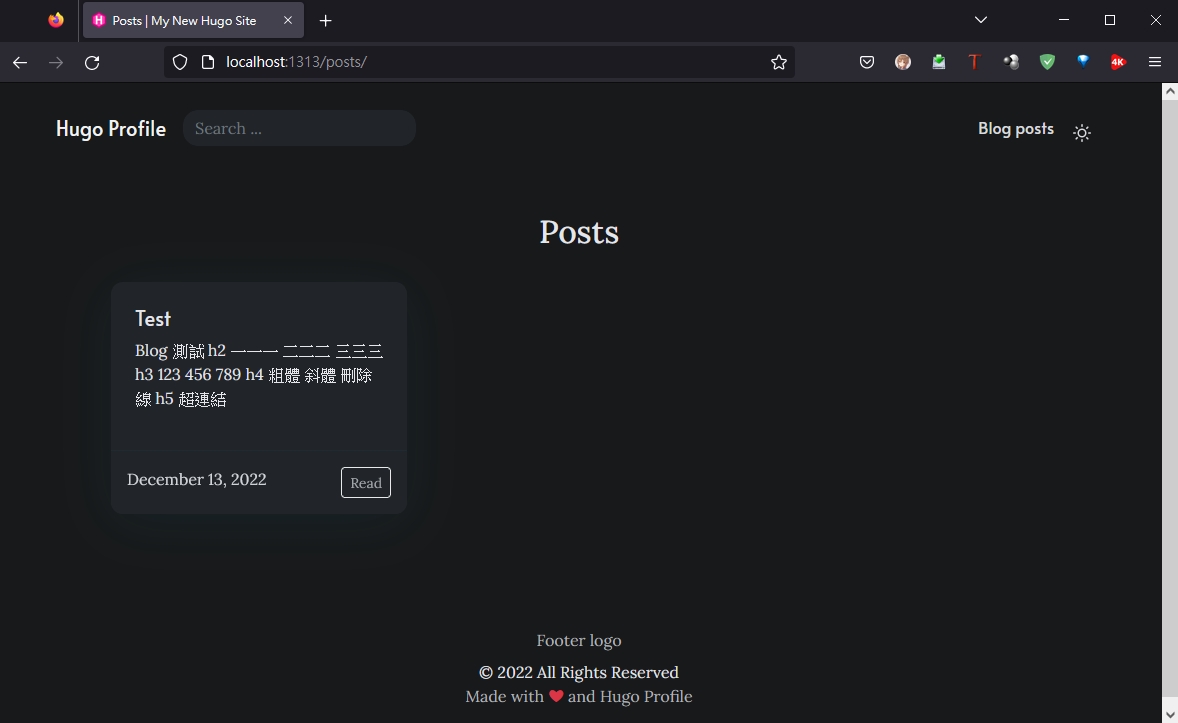 Posts | My New Hugo Site
localhost:1313/posts/
4K
Hugo Profile
Search ...
Blog posts
Posts
Test
Blog 測試 h2 一一一 二二二 三三三
h3 123 456 789 h4 粗體 斜體 刪除
線 h5 超連結
December 13, 2022
Read
Footer logo
© 2022 All Rights Reserved
Made with ❤ and Hugo Profile